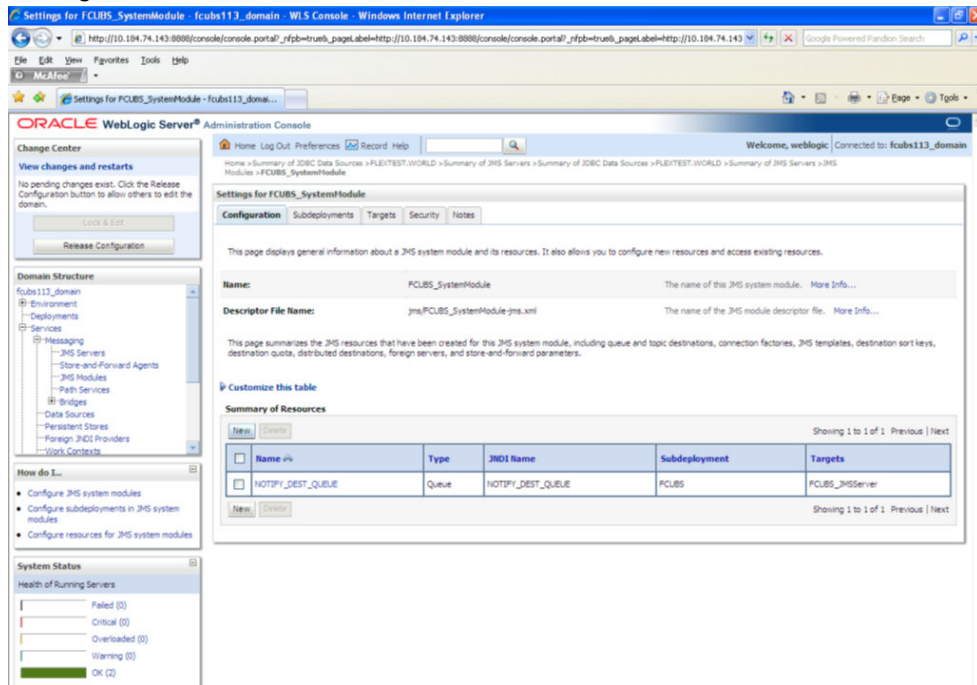 Settings for FCUBS_SystemModule - fcubs113_domain - WLS Console - Windows Internet Explorer
http://10.184.74.143:8888/console/console.portal?_nfpb=true&_pageLabel=http://10.184.74.143:8888/console/console.portal?_nfpb=true&_pageLabel=http://10.184.74.143
Google Powered Pandion Search
File Edit View Favorites Tools Help
McAfee
Settings for FCUBS_SystemModule - fcubs113_domai...
Page Tools
ORACLE WebLogic Server® Administration Console
Change Center
View changes and restarts
No pending changes exist. Click the Release
Configuration button to allow others to edit the
domain.
Lock & Edit
Release Configuration
Domain Structure
fcubs113_domain
Environment
Deployments
Services
Messaging
JMS Servers
Store-and-Forward Agents
JMS Modules
Path Services
Bridges
Data Sources
Persistent Stores
Foreign JNDI Providers
Work Contexts
How do I...
Configure JMS system modules
Configure subdeployments in JMS system
modules
Configure resources for JMS system modules
System Status
Health of Running Servers
Failed (0)
Critical (0)
Overloaded (0)
Warning (0)
OK (2)
Home Log Out Preferences Record Help
Welcome, weblogic Connected to: fcubs113_domain
Home >Summary of JDBC Data Sources >FLEXTEST.WORLD >Summary of JMS Servers >Summary of JDBC Data Sources >FLEXTEST.WORLD >Summary of JMS Servers >JMS
Modules >FCUBS_SystemModule
Settings for FCUBS_SystemModule
Configuration Subdeployments Targets Security Notes
This page displays general information about a JMS system module and its resources. It also allows you to configure new resources and access existing resources.
Name: FCUBS_SystemModule The name of this JMS system module. More Info...
Descriptor File Name: jms/FCUBS_SystemModule-jms.xml The name of the JMS module descriptor file. More Info...
This page summarizes the JMS resources that have been created for this JMS system module, including queue and topic destinations, connection factories, JMS templates, destination sort keys,
destination quota, distributed destinations, foreign servers, and store-and-forward parameters.
Customize this table
Summary of Resources
New Delete Showing 1 to 1 of 1 Previous | Next
Name Type JNDI Name Subdeployment Targets
NOTIFY_DEST_QUEUE Queue NOTIFY_DEST_QUEUE FCUBS FCUBS_JMSServer
New Delete Showing 1 to 1 of 1 Previous | Next